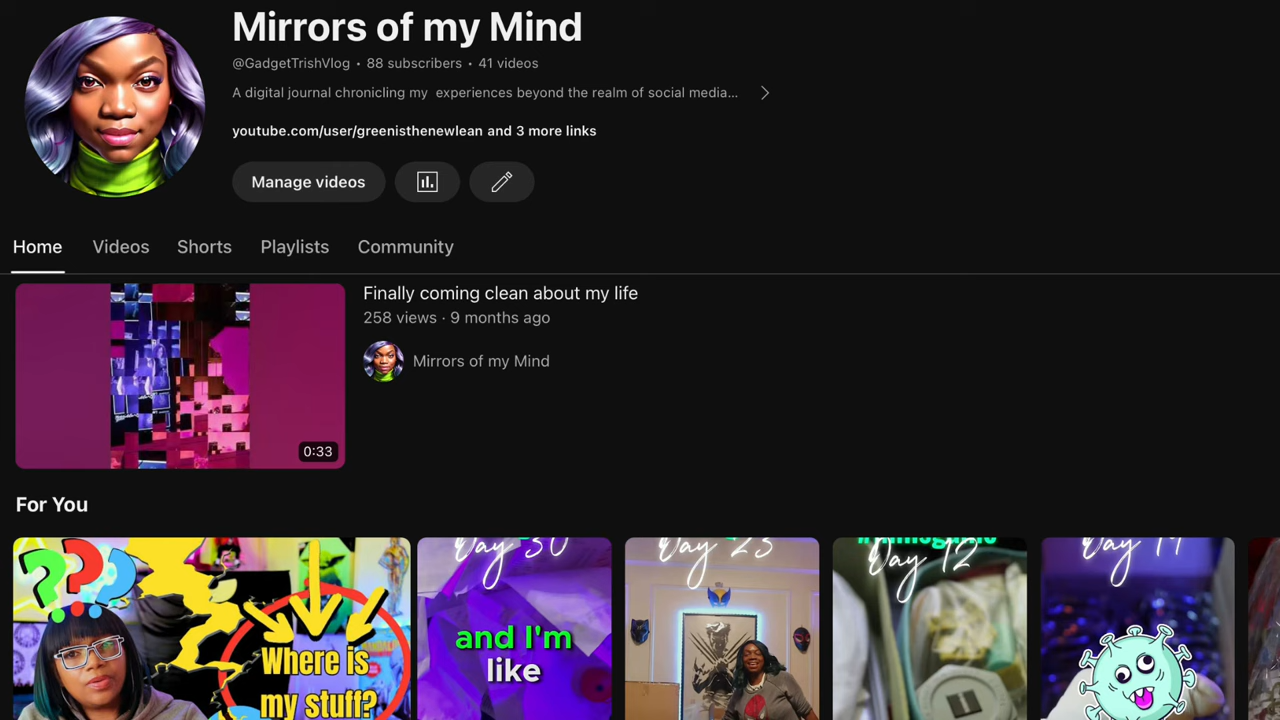 Mirrors of my Mind
@GadgetTrishVlog • 88 subscribers • 41 videos
A digital journal chronicling my experiences beyond the realm of social media...
youtube.com/user/greenisthenewlean and 3 more links
Manage videos
Home Videos Shorts Playlists Community
Finally coming clean about my life
258 views · 9 months ago
Mirrors of my Mind
0:33
For You
???
Where is
my stuff?
Day 30
and I'm
like
Day 23
Day 12
Day 11